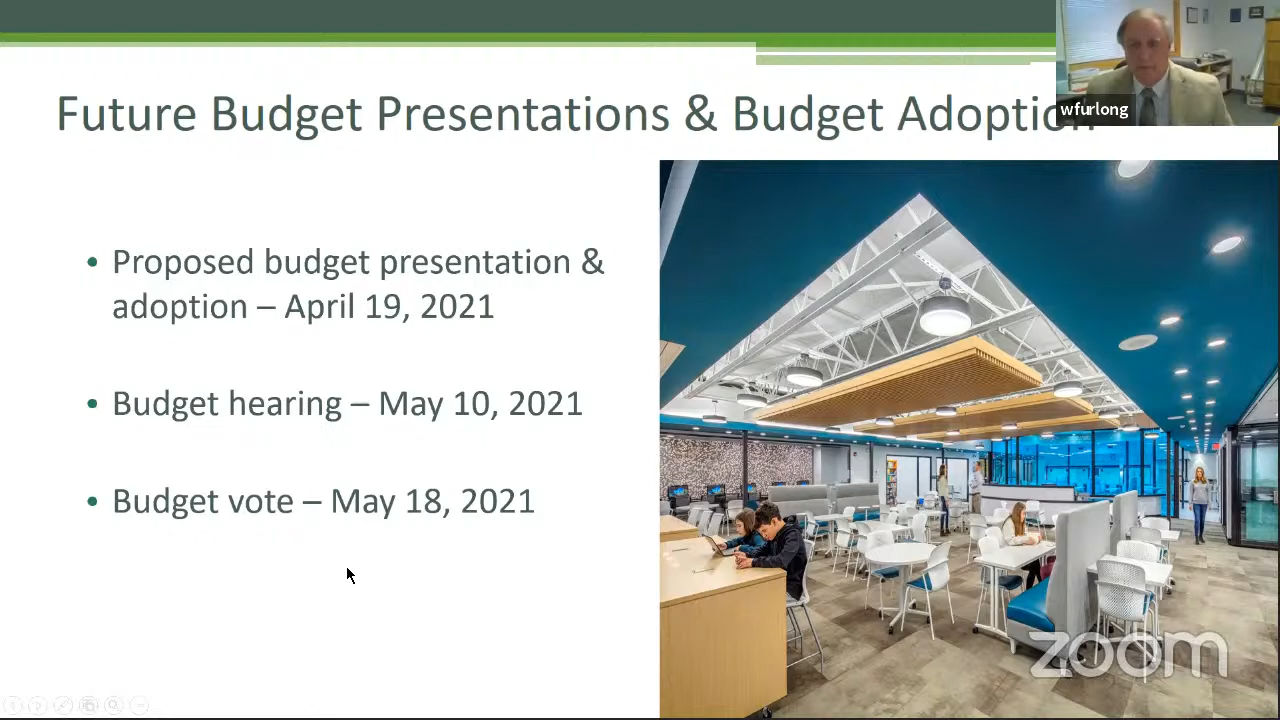 Future Budget Presentations & Budget Adoption
wfurlong
• Proposed budget presentation &
adoption – April 19, 2021
• Budget hearing – May 10, 2021
• Budget vote – May 18, 2021
zoom